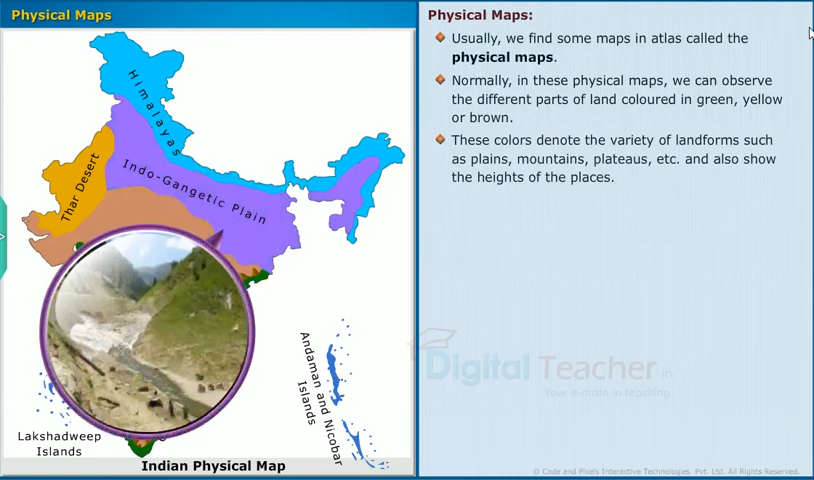 Physical Maps
Himalayas
Indo-Gangetic Plain
Thar Desert
Andaman and Nicobar
Islands
Lakshadweep
Islands
Indian Physical Map
Physical Maps:
Usually, we find some maps in atlas called the
physical maps.
Normally, in these physical maps, we can observe
the different parts of land coloured in green, yellow
or brown.
These colors denote the variety of landforms such
as plains, mountains, plateaus, etc. and also show
the heights of the places.
Digital Teacher.in
Your e-math in teaching
© Code and Pixels Interactive Technologies. Pvt. Ltd. All Rights Reserved.